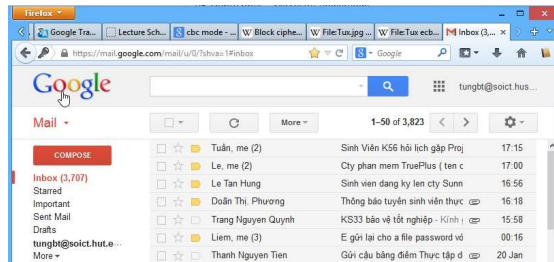 Firefox
Google Tra... Lecture Sch... cbc mode - ... Block ciphe... File:Tux.jpg ... File:Tux ecb... Inbox (3,...
https://mail.google.com/mail/u/0/?shva=1#inbox Google
Google tungbt@soict.hus...
Mail More 1–50 of 3,823
COMPOSE
Inbox (3,707)
Starred
Important
Sent Mail
Drafts
tungbt@soict.hut.e...
More
Tuân, me (2) Sinh Viên K56 hỏi lịch gặp Proj 17:15
Le, me (2) Cty phan mem TruePlus ( ten c 17:00
Le Tan Hung Sinh vien dang ky len cty Sunn 16:56
Doãn Thị. Phương Thông báo tuyển sinh viên thực 16:18
Trang Nguyen Quynh KS33 bảo vệ tốt nghiệp - Kính 15:58
Liem, me (3) E gửi lại cho a file password vớ 00:16
Thanh Nguyen Tien Gửi cậu bảng điểm Thực tập d 20 Jan